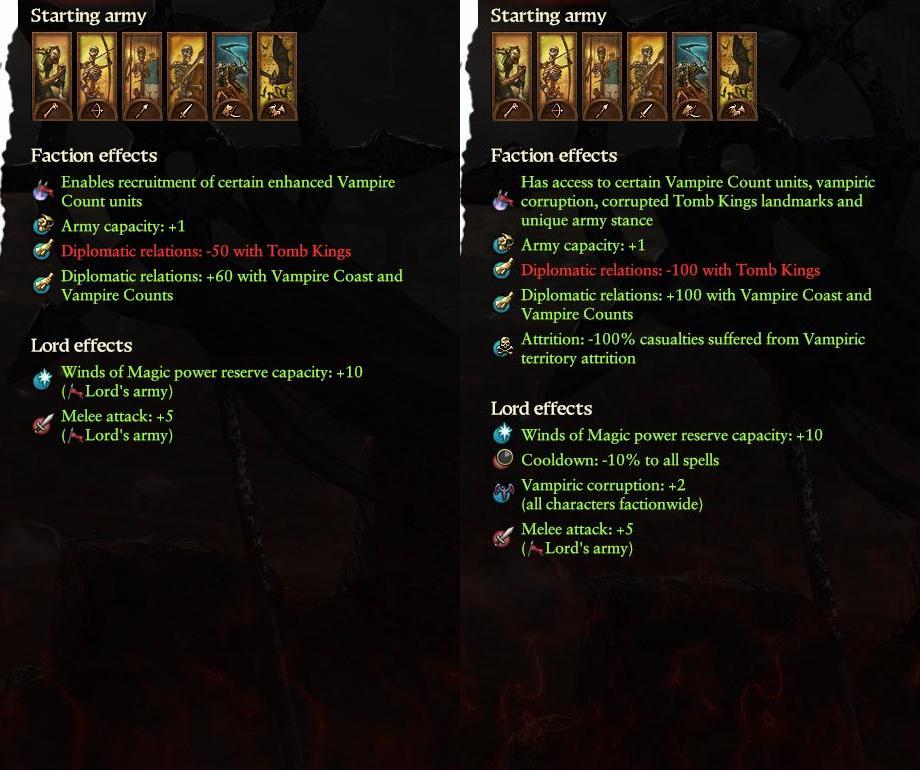 Starting army
Faction effects
Enables recruitment of certain enhanced Vampire
Count units
Army capacity: +1
Diplomatic relations: -50 with Tomb Kings
Diplomatic relations: +60 with Vampire Coast and
Vampire Counts
Lord effects
Winds of Magic power reserve capacity: +10
(Lord's army)
Melee attack: +5
(Lord's army)
Starting army
Faction effects
Has access to certain Vampire Count units, vampiric
corruption, corrupted Tomb Kings landmarks and
unique army stance
Army capacity: +1
Diplomatic relations: -100 with Tomb Kings
Diplomatic relations: +100 with Vampire Coast and
Vampire Counts
Attrition: -100% casualties suffered from Vampiric
territory attrition
Lord effects
Winds of Magic power reserve capacity: +10
Cooldown: -10% to all spells
Vampiric corruption: +2
(all characters factionwide)
Melee attack: +5
(Lord's army)